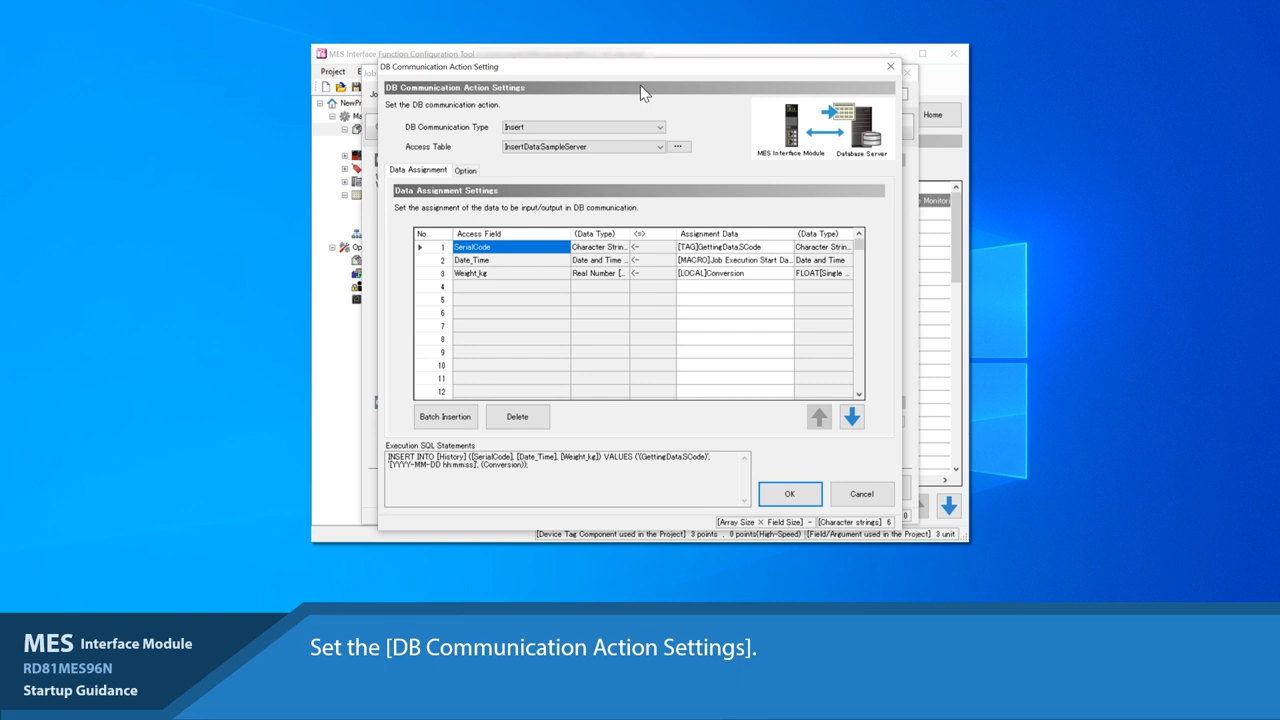 MES Interface Function Configuration Tool
DB Communication Action Setting
Project
DB Communication Action Settings
Set the DB communication action.
DB Communication Type Insert
Access Table InsertDataSampleServer ...
MES Interface Module Database Server
Home
Data Assignment Option
Data Assignment Settings
Set the assignment of the data to be input/output in DB communication.
No. Access Field (Data Type) <=> Assignment Data (Data Type)
1 SerialCode Character Strin... <- [TAG]GettingData.SCode Character Strin...
2 Date_Time Date and Time ... <- [MACRO]Job Execution Start Da... Date and Time
3 Weight_kg Real Number [... <- [LOCAL]Conversion FLOAT[Single ...
4
5
6
7
8
9
10
11
12
Batch Insertion Delete
Execution SQL Statements
INSERT INTO [History] ([SerialCode], [Date_Time], [Weight_kg]) VALUES ('(GettingData.SCode)',
'[YYYY-MM-DD hh:mm:ss]', (Conversion));
OK Cancel
[Array Size × Field Size] - [Character strings] 6
[Device Tag Component used in the Project] 3 points , 0 points(High-Speed) [Field/Argument used in the Project] 3 unit
MES Interface Module
RD81MES96N
Startup Guidance
Set the [DB Communication Action Settings].